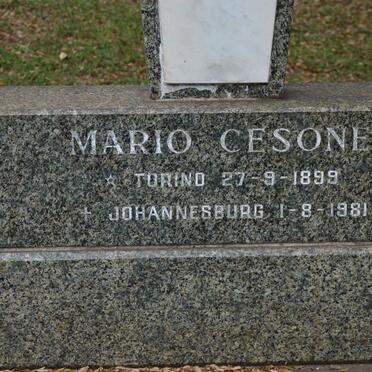 MARIO CESONE
☆ TORINO 27-9-1899
+ JOHANNESBURG 1-8-1981